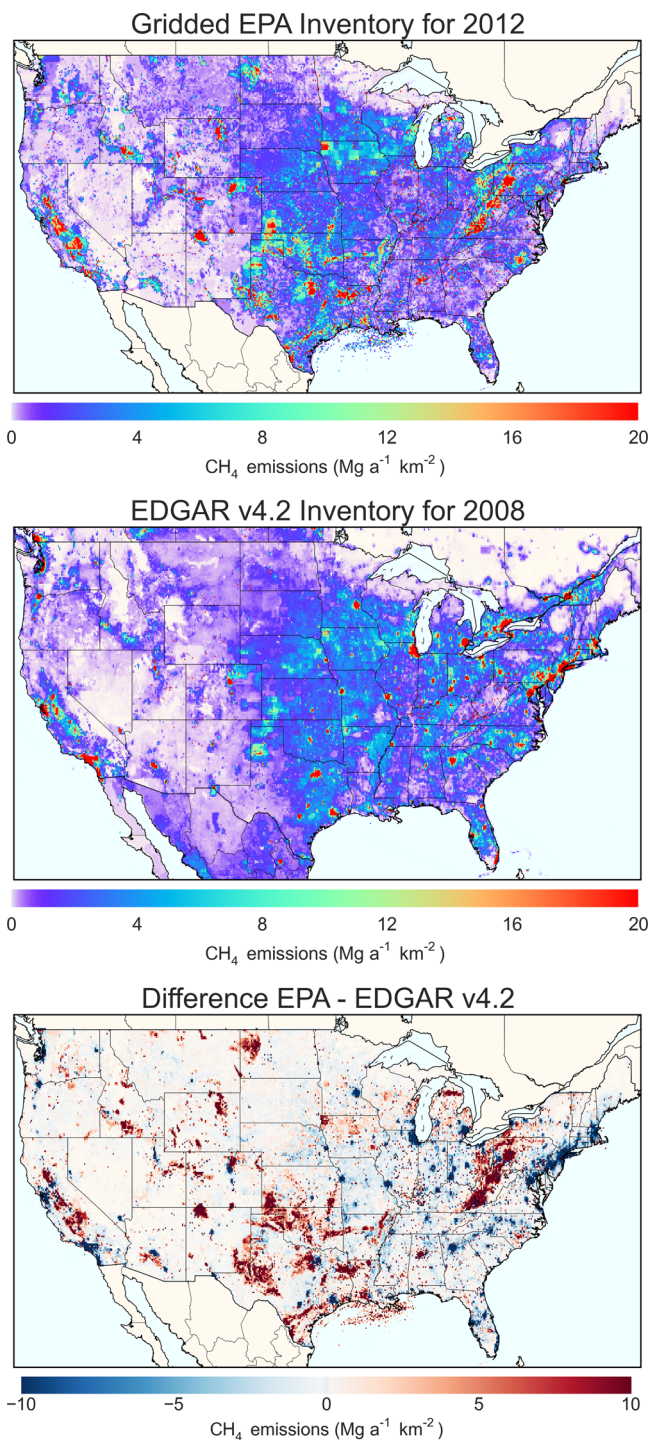 Gridded EPA Inventory for 2012
0 4 8 12 16 20
CH₄ emissions (Mg a⁻¹ km⁻²)
EDGAR v4.2 Inventory for 2008
0 4 8 12 16 20
CH₄ emissions (Mg a⁻¹ km⁻²)
Difference EPA - EDGAR v4.2
−10 −5 0 5 10
CH₄ emissions (Mg a⁻¹ km⁻²)